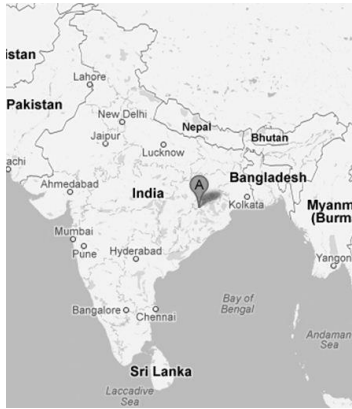 istan
Lahore
Pakistan
New Delhi
Nepal
Bhutan
Jaipur
Lucknow
achi
Ahmedabad
India
A
Bangladesh
Kolkata
Myanm
(Burm
Mumbai
Pune
Hyderabad
Yangon
Bay of
Bengal
Bangalore
Chennai
Andaman
Sea
Sri Lanka
Laccadive
Sea